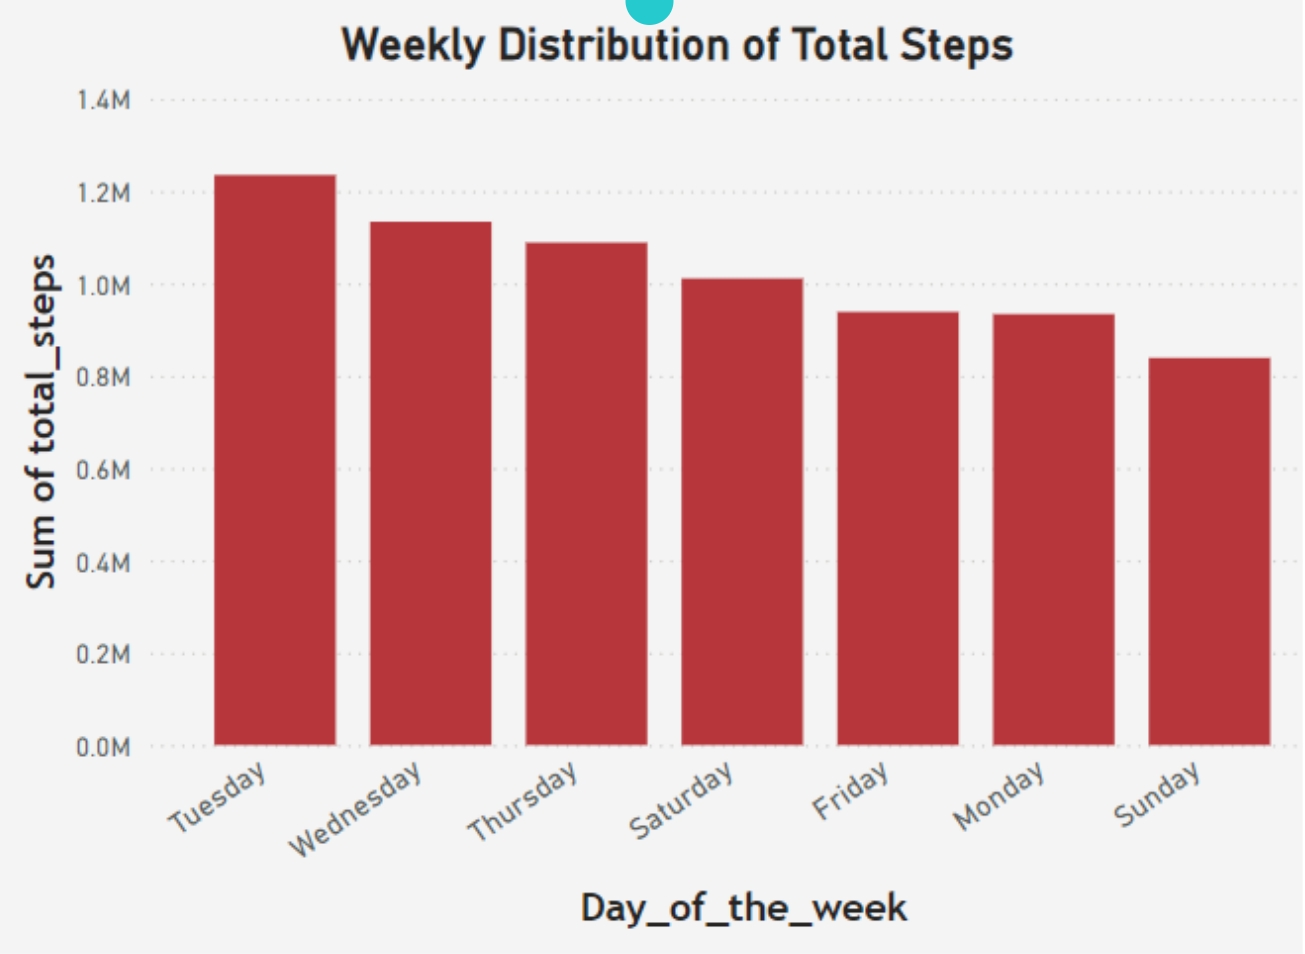 Weekly Distribution of Total Steps
1.4M
1.2M
1.0M
0.8M
0.6M
0.4M
0.2M
0.0M
Sum of total_steps
Tuesday
Wednesday
Thursday
Saturday
Friday
Monday
Sunday
Day_of_the_week